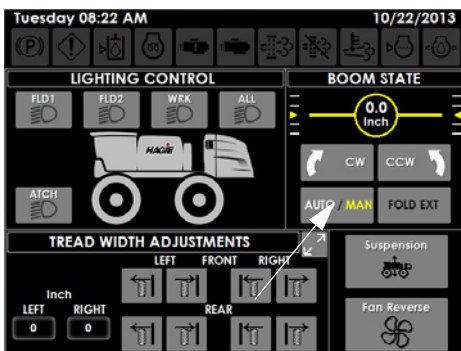 Tuesday 08:22 AM 10/22/2013
(P)
LIGHTING CONTROL
BOOM STATE
FLD1 FLD2 WRK ALL
0.0
Inch
HAGIE
CW CCW
ATCH
AUTO / MAN FOLD EXT
TREAD WIDTH ADJUSTMENTS
LEFT FRONT RIGHT
Suspension
Inch
LEFT RIGHT
REAR
0 0
Fan Reverse